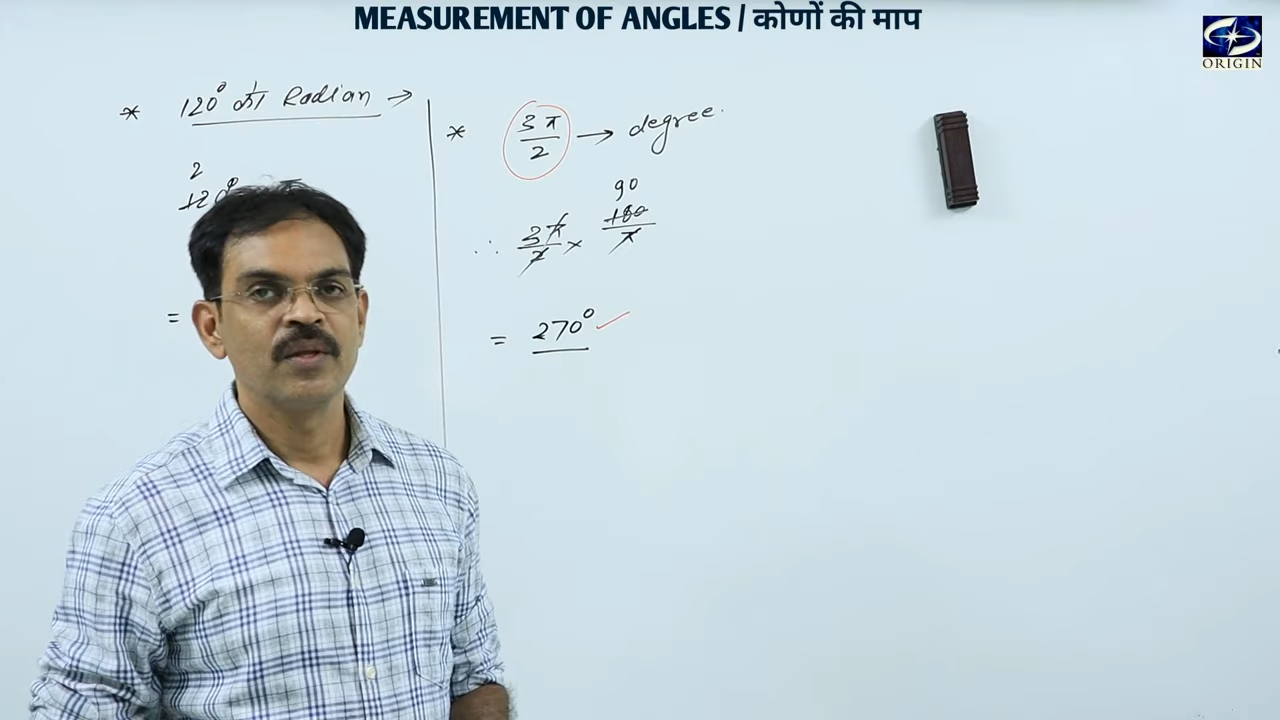 MEASUREMENT OF ANGLES / कोणों की माप
ORIGIN
* 120° का Radian →
2
120
=
* 3π/2 → degree.
90
∴ 3π/2 × 180/π
= 270° ✓